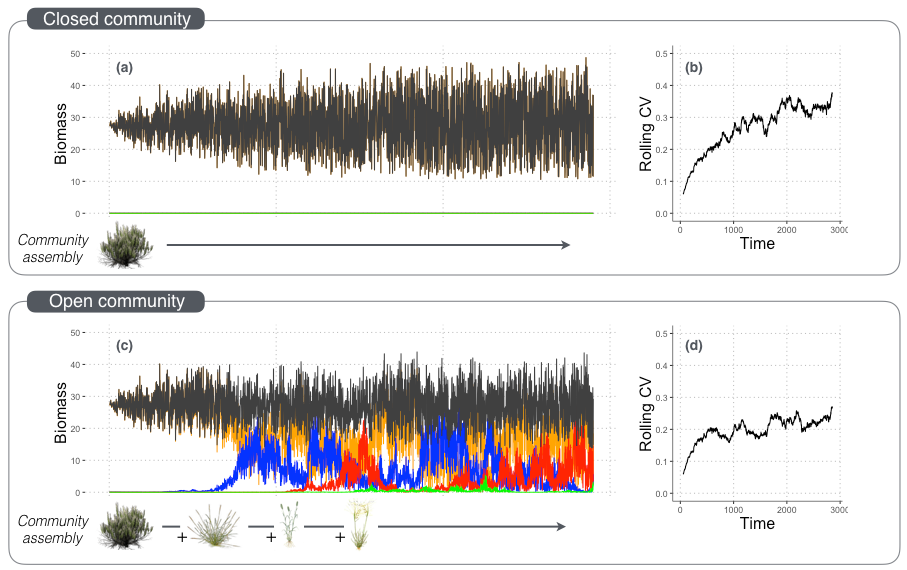 Closed community
50
40
30
20
10
0
Biomass
(a)
0.5
0.4
0.3
0.2
0.1
0.0
Rolling CV
(b)
0
1000
2000
3000
Time
Community
assembly
Open community
50
40
30
20
10
0
Biomass
(c)
0.5
0.4
0.3
0.2
0.1
0.0
Rolling CV
(d)
0
1000
2000
3000
Time
Community
assembly
+
+
+